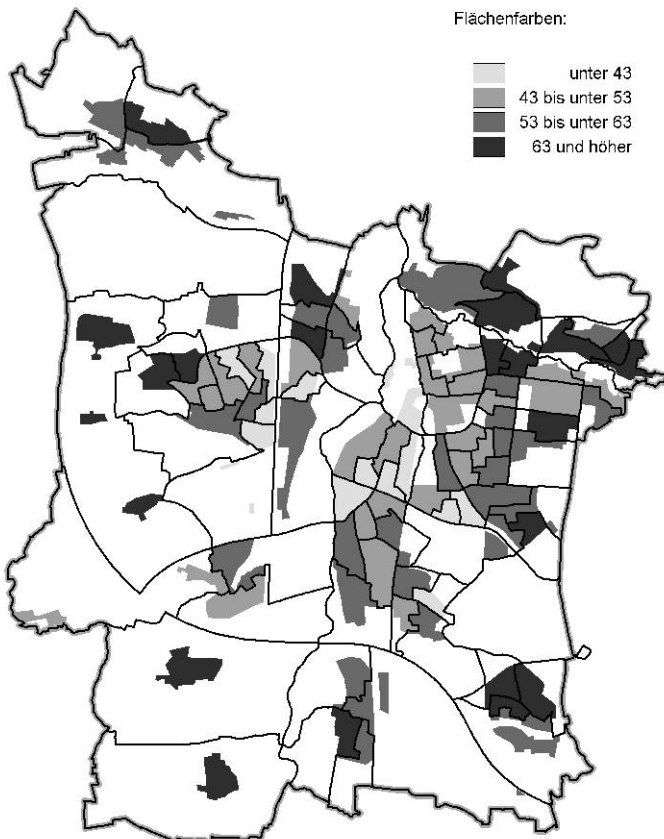 Flächenfarben:
unter 43
43 bis unter 53
53 bis unter 63
63 und höher